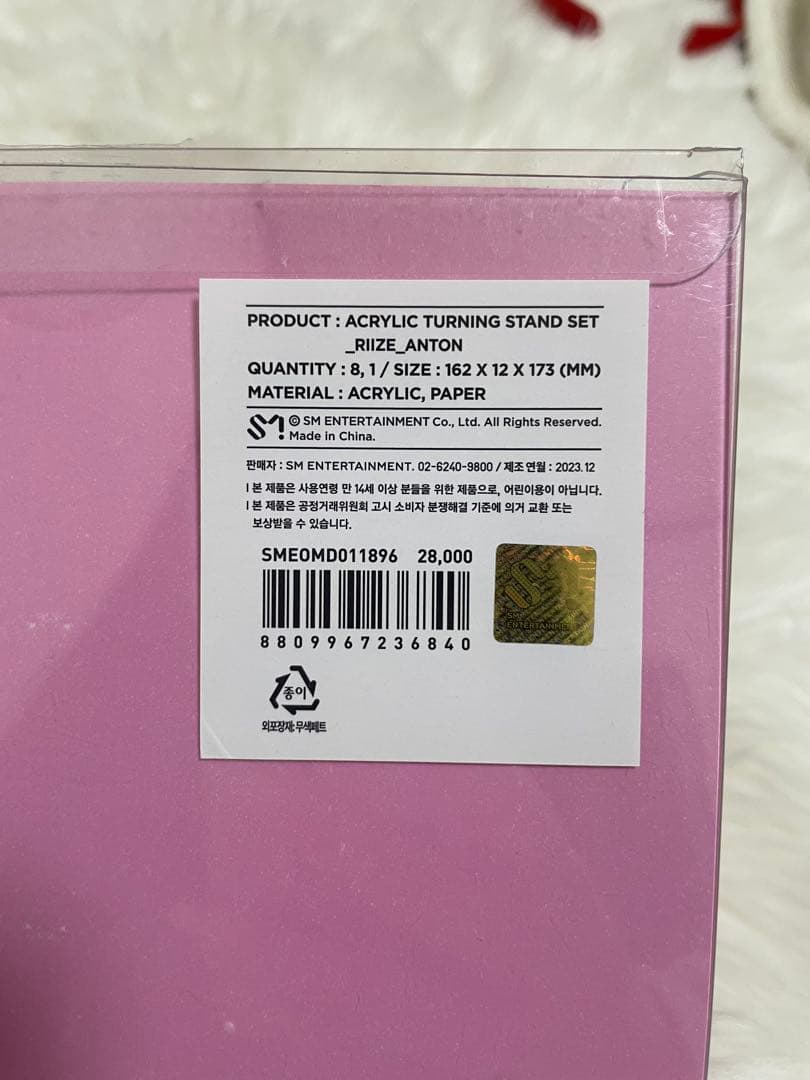 PRODUCT : ACRYLIC TURNING STAND SET
_RIIZE_ANTON
QUANTITY : 8, 1 / SIZE : 162 X 12 X 173 (MM)
MATERIAL : ACRYLIC, PAPER
SM! © SM ENTERTAINMENT Co., Ltd. All Rights Reserved.
Made in China.
판매자 : SM ENTERTAINMENT. 02-6240-9800 / 제조 연월 : 2023.12
l 본 제품은 사용연령 만 14세 이상 분들을 위한 제품으로, 어린이용이 아닙니다.
l 본 제품은 공정거래위원회 고시 소비자 분쟁해결 기준에 의거 교환 또는
보상받을 수 있습니다.
SMEOMD011896 28,000
8809967236840
SM
ENTERTAINMENT
종이
외포장재: 무색페트